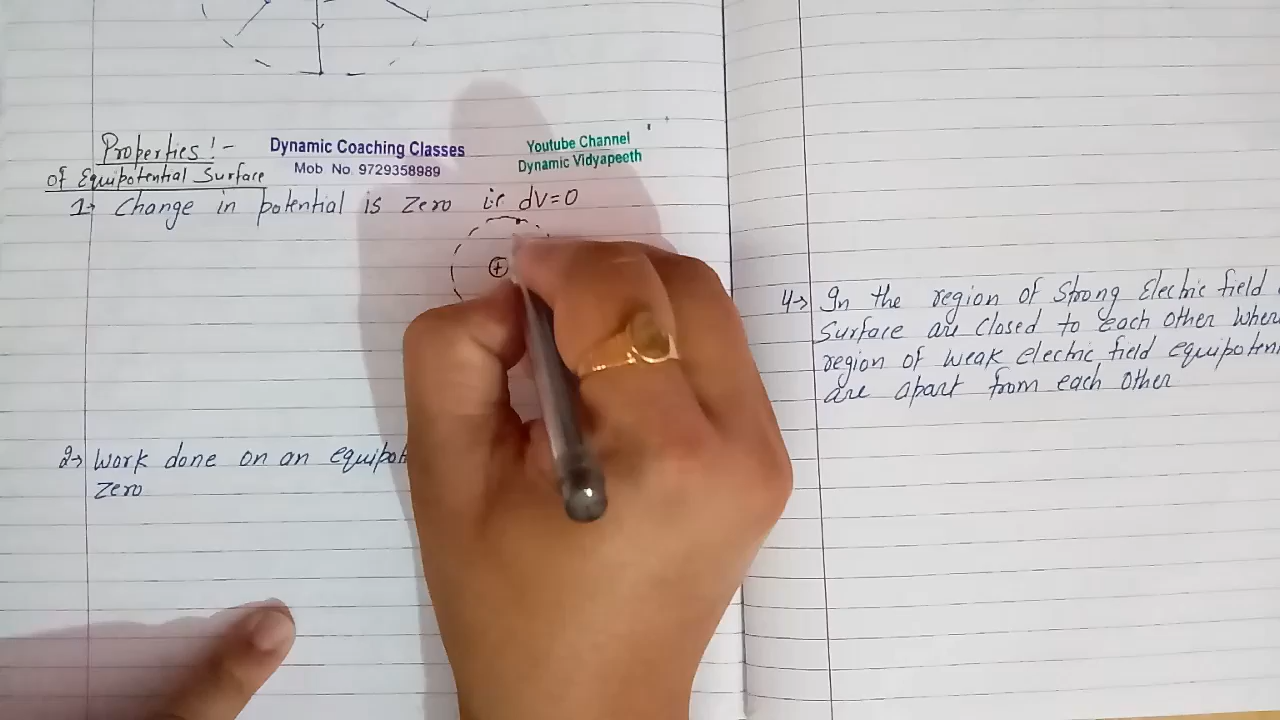 Properties:-
Of Equipotential Surface
Dynamic Coaching Classes
Mob No. 9729358989
Youtube Channel
Dynamic Vidyapeeth
1→ Change in potential is Zero ie dv=0
+
2→ Work done on an equipot
Zero
4→ In the region of Strong Electric field
Surface are Closed to each other Wher
region of weak electric field equipoten
are apart from each other